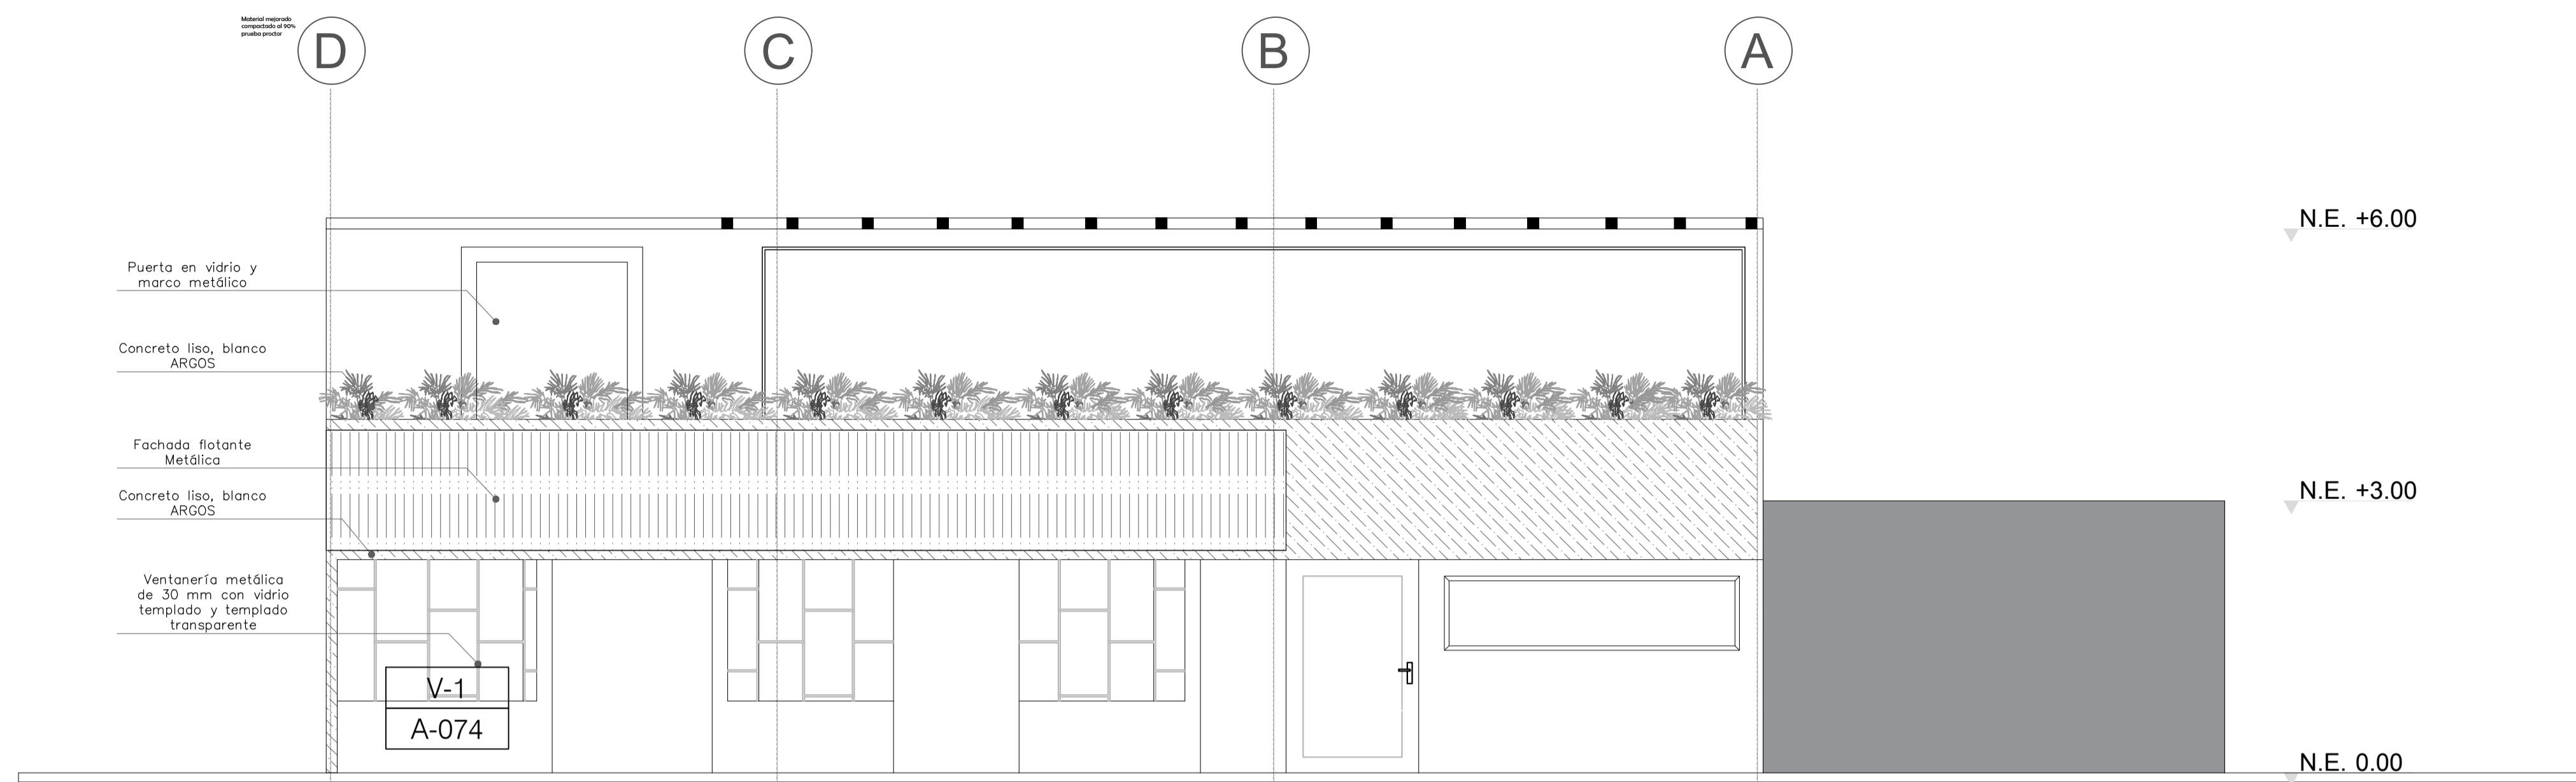 Material mejorado
compactado al 90%
prueba proctor
D
C
B
A
N.E. +6.00
Puerta en vidrio y
marco metálico
Concreto liso, blanco
ARGOS
Fachada flotante
Metálica
N.E. +3.00
Concreto liso, blanco
ARGOS
Ventanería metálica
de 30 mm con vidrio
templado y templado
transparente
V-1
A-074
N.E. 0.00